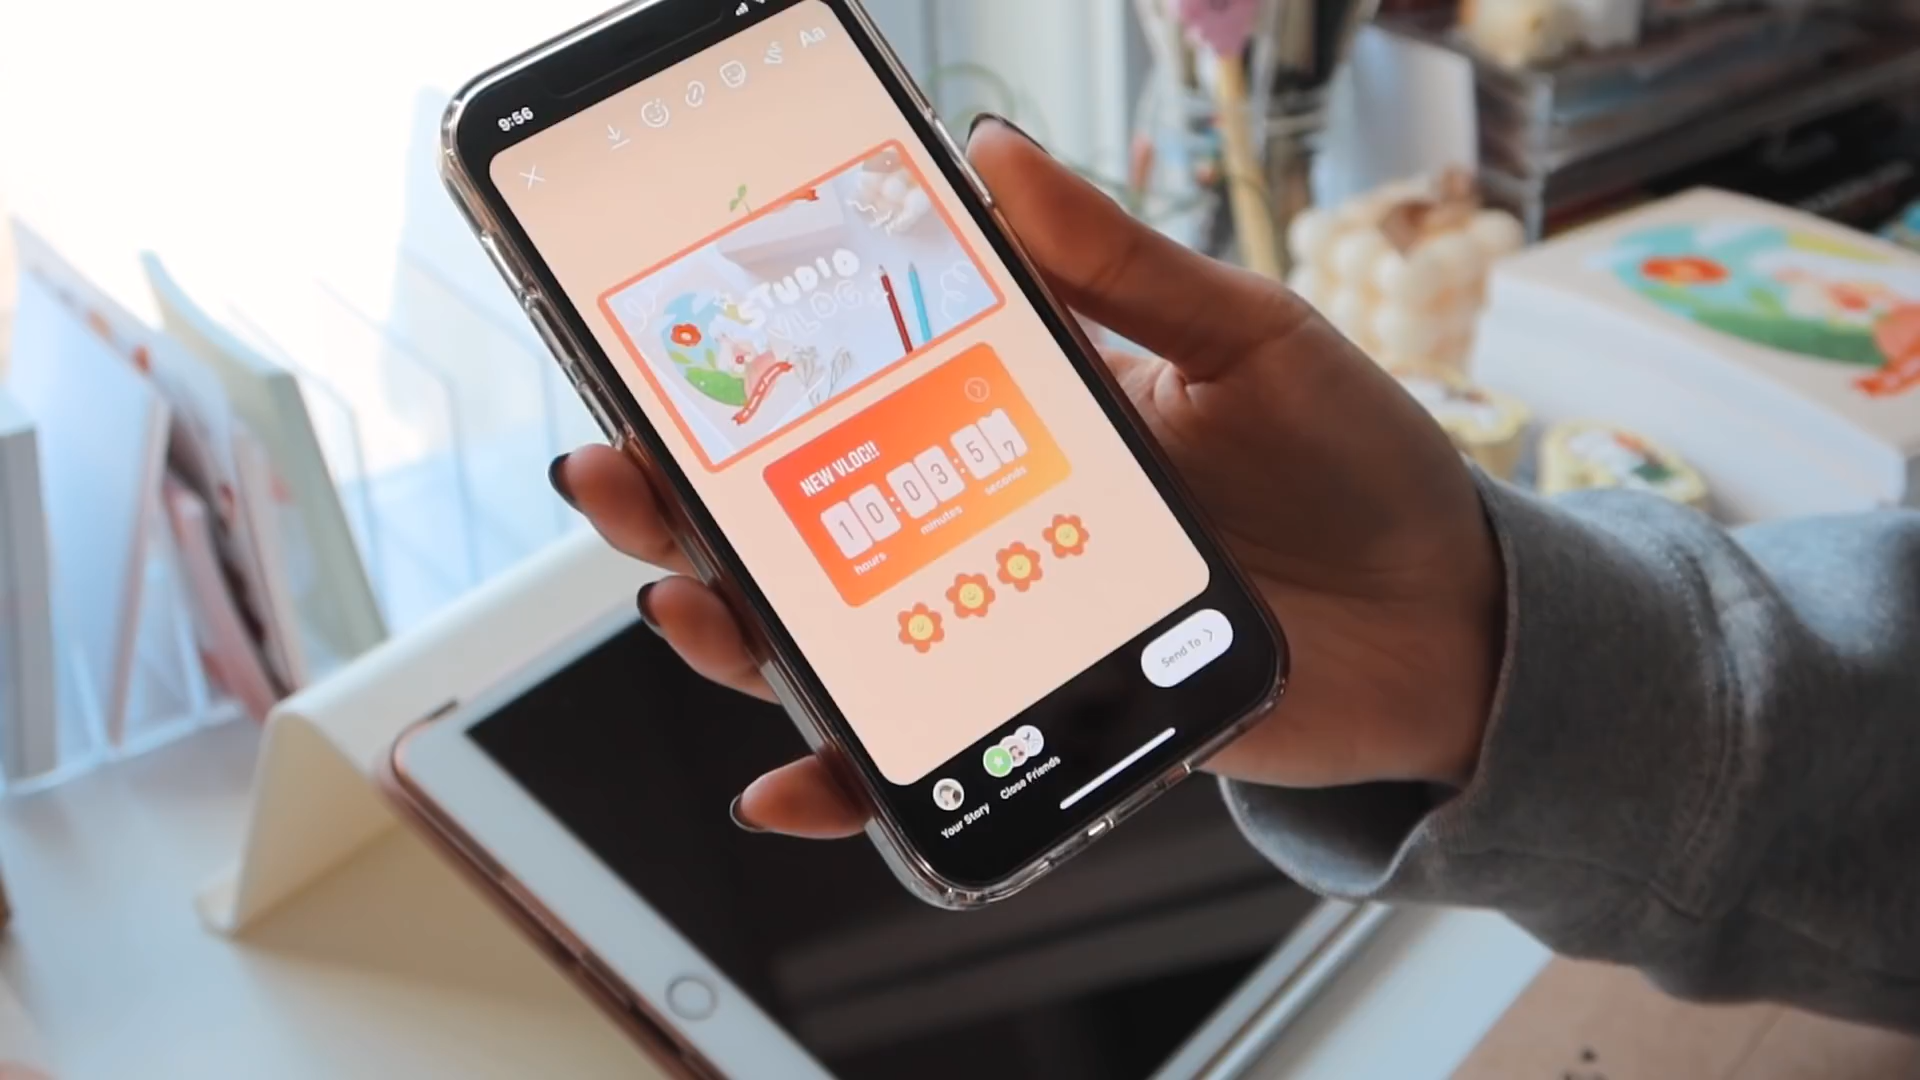 9:56
Aa
STUDIO
VLOG
NEW VLOG!!
10:03:57
hours minutes seconds
Send To
Your Story
Close Friends